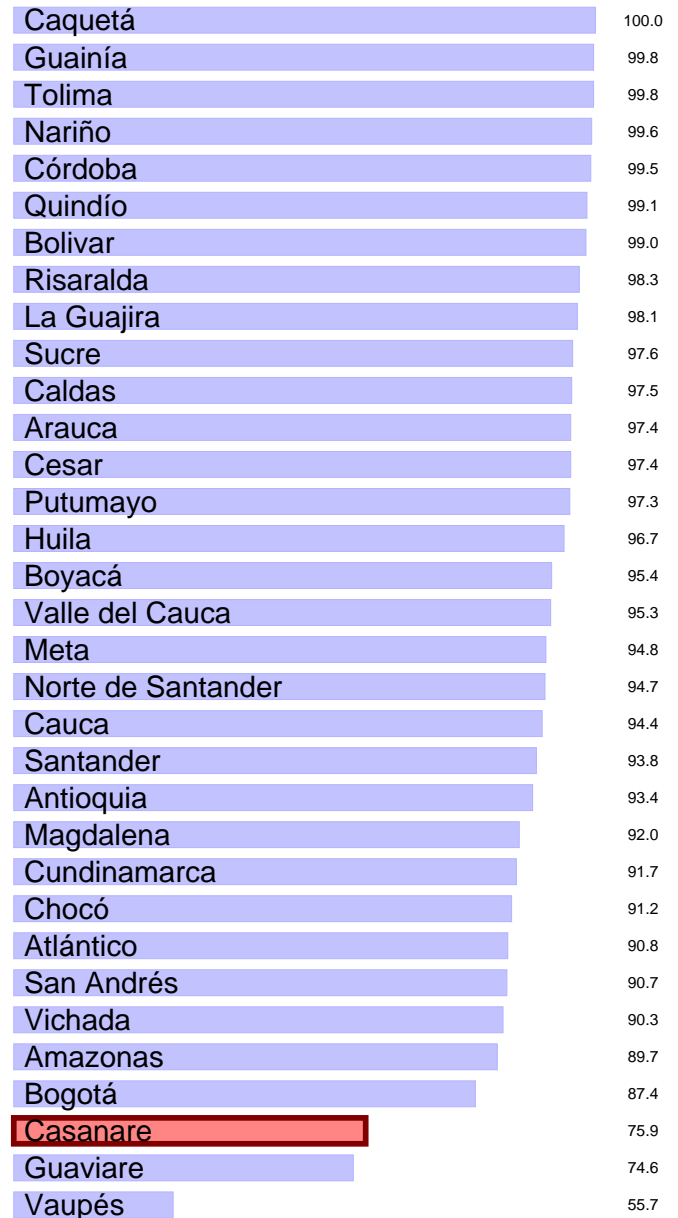 Caquetá 100.0
Guainía 99.8
Tolima 99.8
Nariño 99.6
Córdoba 99.5
Quindío 99.1
Bolivar 99.0
Risaralda 98.3
La Guajira 98.1
Sucre 97.6
Caldas 97.5
Arauca 97.4
Cesar 97.4
Putumayo 97.3
Huila 96.7
Boyacá 95.4
Valle del Cauca 95.3
Meta 94.8
Norte de Santander 94.7
Cauca 94.4
Santander 93.8
Antioquia 93.4
Magdalena 92.0
Cundinamarca 91.7
Chocó 91.2
Atlántico 90.8
San Andrés 90.7
Vichada 90.3
Amazonas 89.7
Bogotá 87.4
Casanare 75.9
Guaviare 74.6
Vaupés 55.7